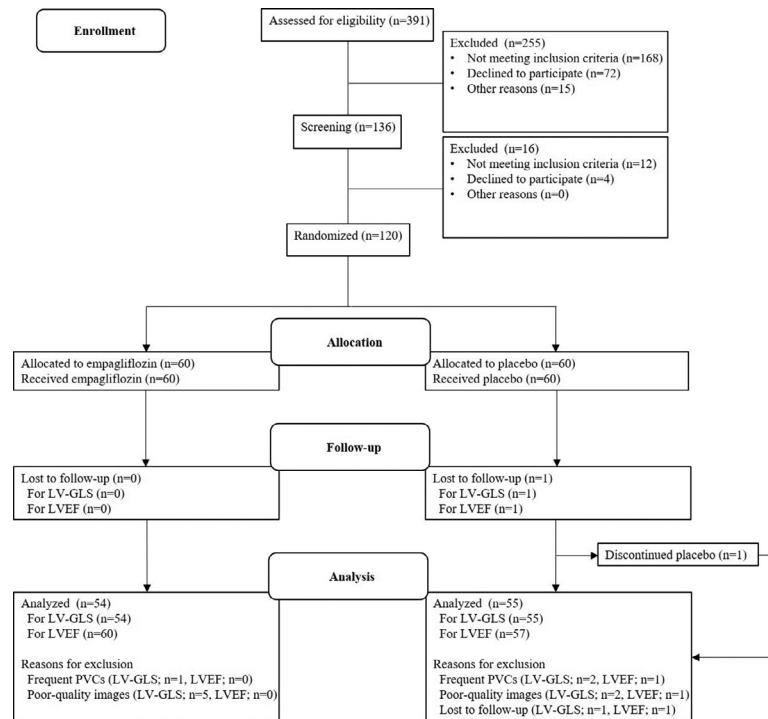 Enrollment
Assessed for eligibility (n=391)
Excluded (n=255)
• Not meeting inclusion criteria (n=168)
• Declined to participate (n=72)
• Other reasons (n=15)
Screening (n=136)
Excluded (n=16)
• Not meeting inclusion criteria (n=12)
• Declined to participate (n=4)
• Other reasons (n=0)
Randomized (n=120)
Allocation
Allocated to empagliflozin (n=60)
Received empagliflozin (n=60)
Allocated to placebo (n=60)
Received placebo (n=60)
Follow-up
Lost to follow-up (n=0)
For LV-GLS (n=0)
For LVEF (n=0)
Lost to follow-up (n=1)
For LV-GLS (n=1)
For LVEF (n=1)
Discontinued placebo (n=1)
Analysis
Analyzed (n=54)
For LV-GLS (n=54)
For LVEF (n=60)
Reasons for exclusion
Frequent PVCs (LV-GLS; n=1, LVEF; n=0)
Poor-quality images (LV-GLS; n=5, LVEF; n=0)
Analyzed (n=55)
For LV-GLS (n=55)
For LVEF (n=57)
Reasons for exclusion
Frequent PVCs (LV-GLS; n=2, LVEF; n=1)
Poor-quality images (LV-GLS; n=2, LVEF; n=1)
Lost to follow-up (LV-GLS; n=1, LVEF; n=1)